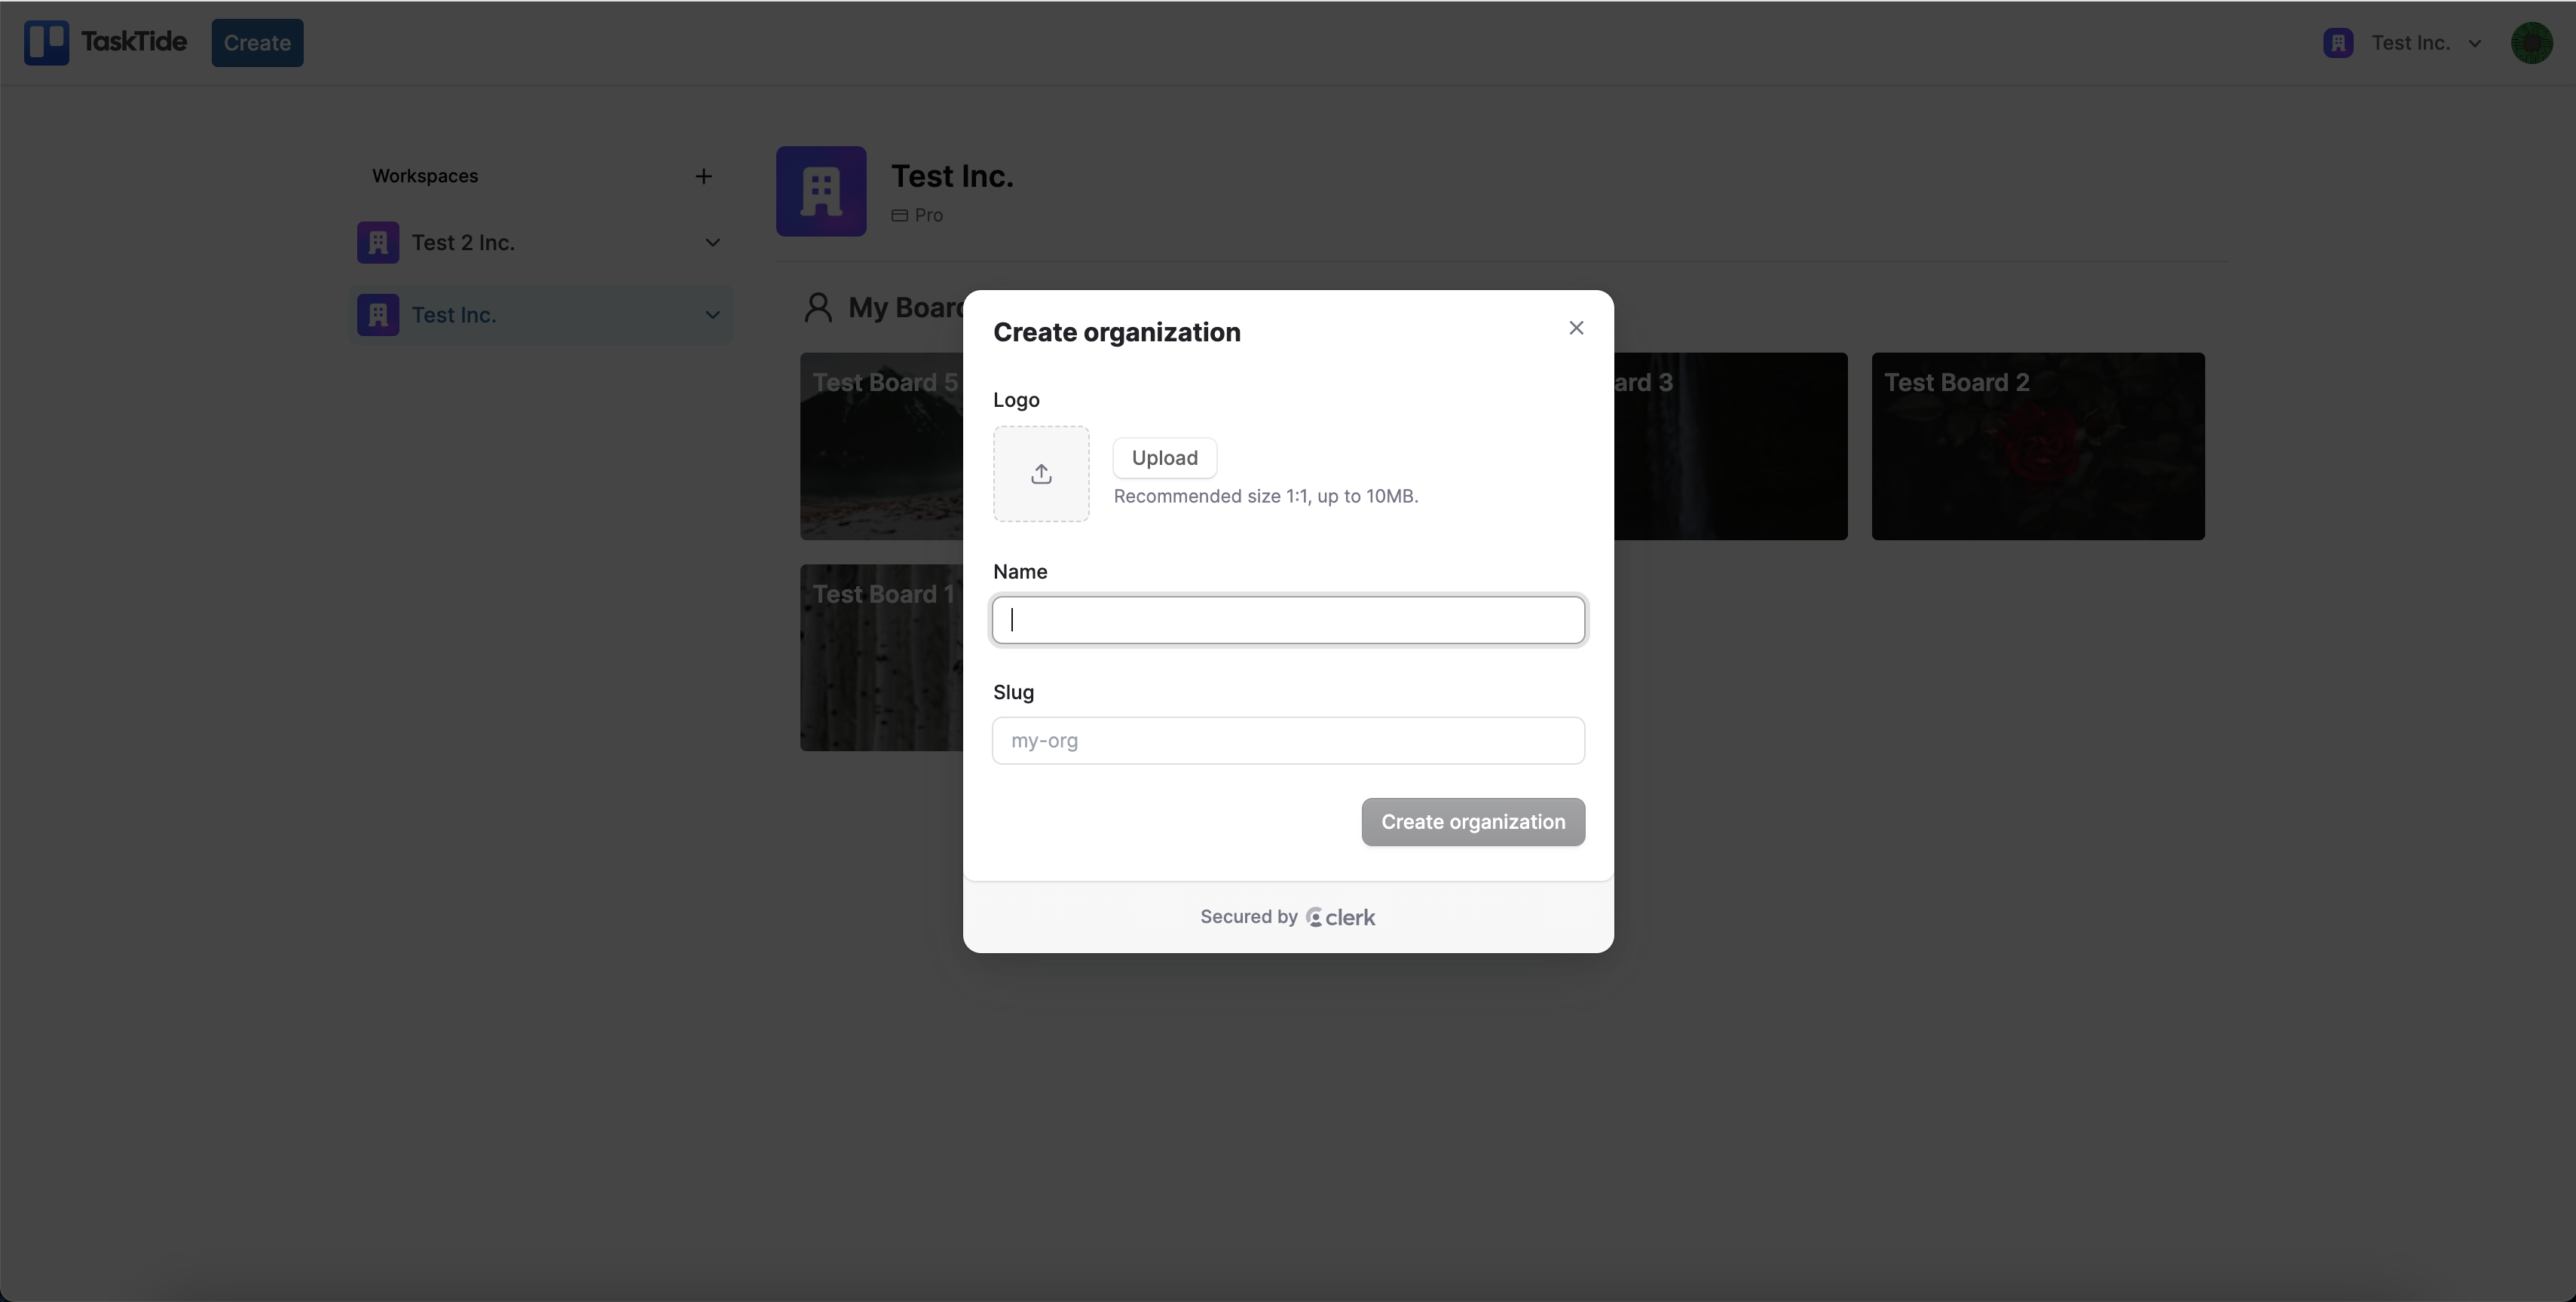 TaskTide
Create
Test Inc.
Workspaces
Test 2 Inc.
Test Inc.
Test Inc.
Pro
My Board
Test Board 5
ard 3
Test Board 2
Test Board 1
Create organization
Logo
Upload
Recommended size 1:1, up to 10MB.
Name
Slug
my-org
Create organization
Secured by clerk